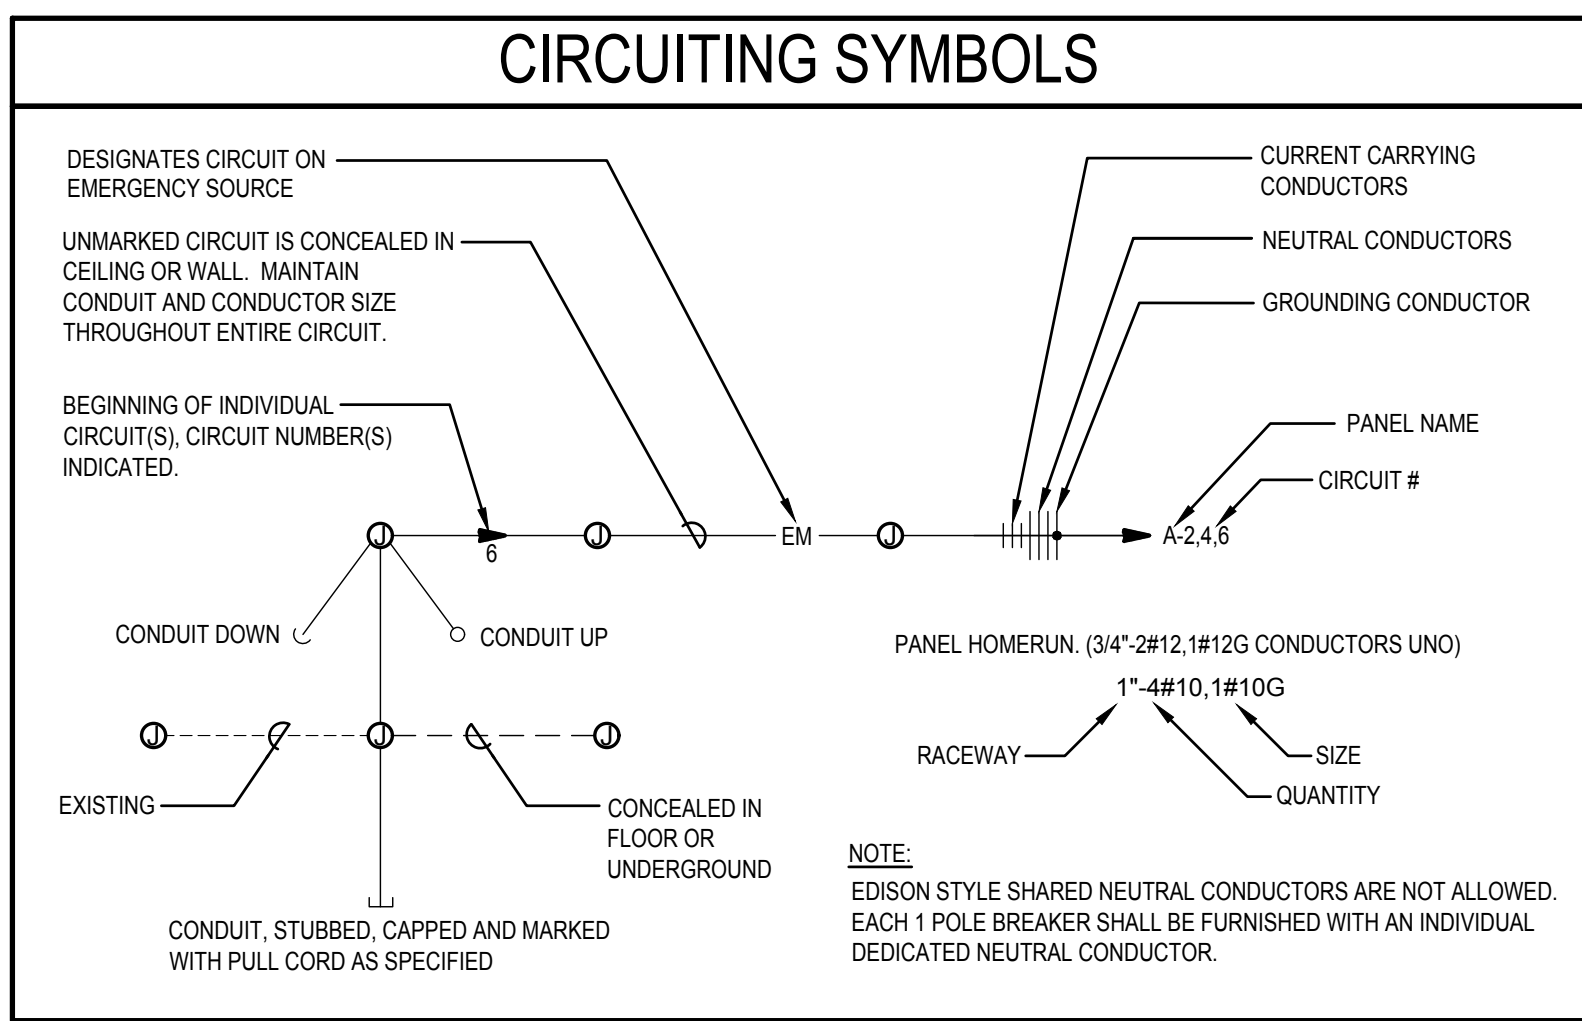 CIRCUITING SYMBOLS
DESIGNATES CIRCUIT ON
EMERGENCY SOURCE
UNMARKED CIRCUIT IS CONCEALED IN
CEILING OR WALL. MAINTAIN
CONDUIT AND CONDUCTOR SIZE
THROUGHOUT ENTIRE CIRCUIT.
BEGINNING OF INDIVIDUAL
CIRCUIT(S), CIRCUIT NUMBER(S)
INDICATED.
CURRENT CARRYING
CONDUCTORS
NEUTRAL CONDUCTORS
GROUNDING CONDUCTOR
PANEL NAME
CIRCUIT #
J
6
J
EM
J
A-2,4,6
CONDUIT DOWN
CONDUIT UP
J
J
J
EXISTING
CONCEALED IN
FLOOR OR
UNDERGROUND
CONDUIT, STUBBED, CAPPED AND MARKED
WITH PULL CORD AS SPECIFIED
PANEL HOMERUN. (3/4"-2#12,1#12G CONDUCTORS UNO)
1"-4#10,1#10G
RACEWAY
SIZE
QUANTITY
NOTE:
EDISON STYLE SHARED NEUTRAL CONDUCTORS ARE NOT ALLOWED.
EACH 1 POLE BREAKER SHALL BE FURNISHED WITH AN INDIVIDUAL
DEDICATED NEUTRAL CONDUCTOR.